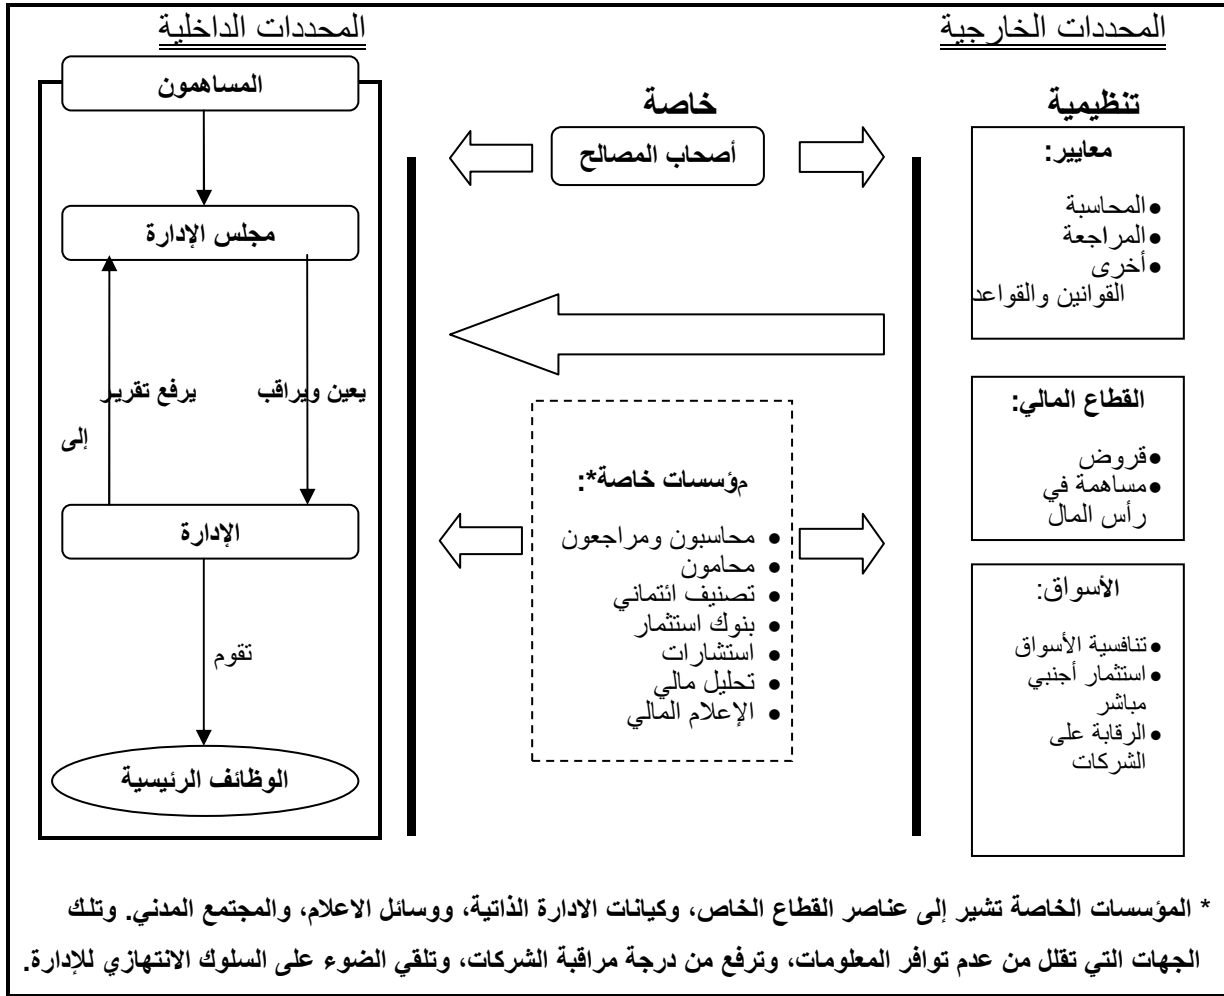 المحددات الخارجية
المحددات الداخلية
تنظيمية
معايير:
●المحاسبة
●المراجعة
●أخرى
القوانين والقواعد
القطاع المالي:
●قروض
●مساهمة في
رأس المال
الأسواق:
●تنافسية الأسواق
●استثمار أجنبي
مباشر
●الرقابة على
الشركات
خاصة
أصحاب المصالح
مؤسسات خاصة*:
● محاسبون ومراجعون
● محامون
● تصنيف ائتماني
● بنوك استثمار
● استشارات
● تحليل مالي
● الإعلام المالي
المساهمون
مجلس الإدارة
يعين ويراقب
يرفع تقرير
إلى
الإدارة
تقوم
الوظائف الرئيسية
* المؤسسات الخاصة تشير إلى عناصر القطاع الخاص، وكيانات الادارة الذاتية، ووسائل الاعلام، والمجتمع المدني. وتلك
الجهات التي تقلل من عدم توافر المعلومات، وترفع من درجة مراقبة الشركات، وتلقي الضوء على السلوك الانتهازي للإدارة.